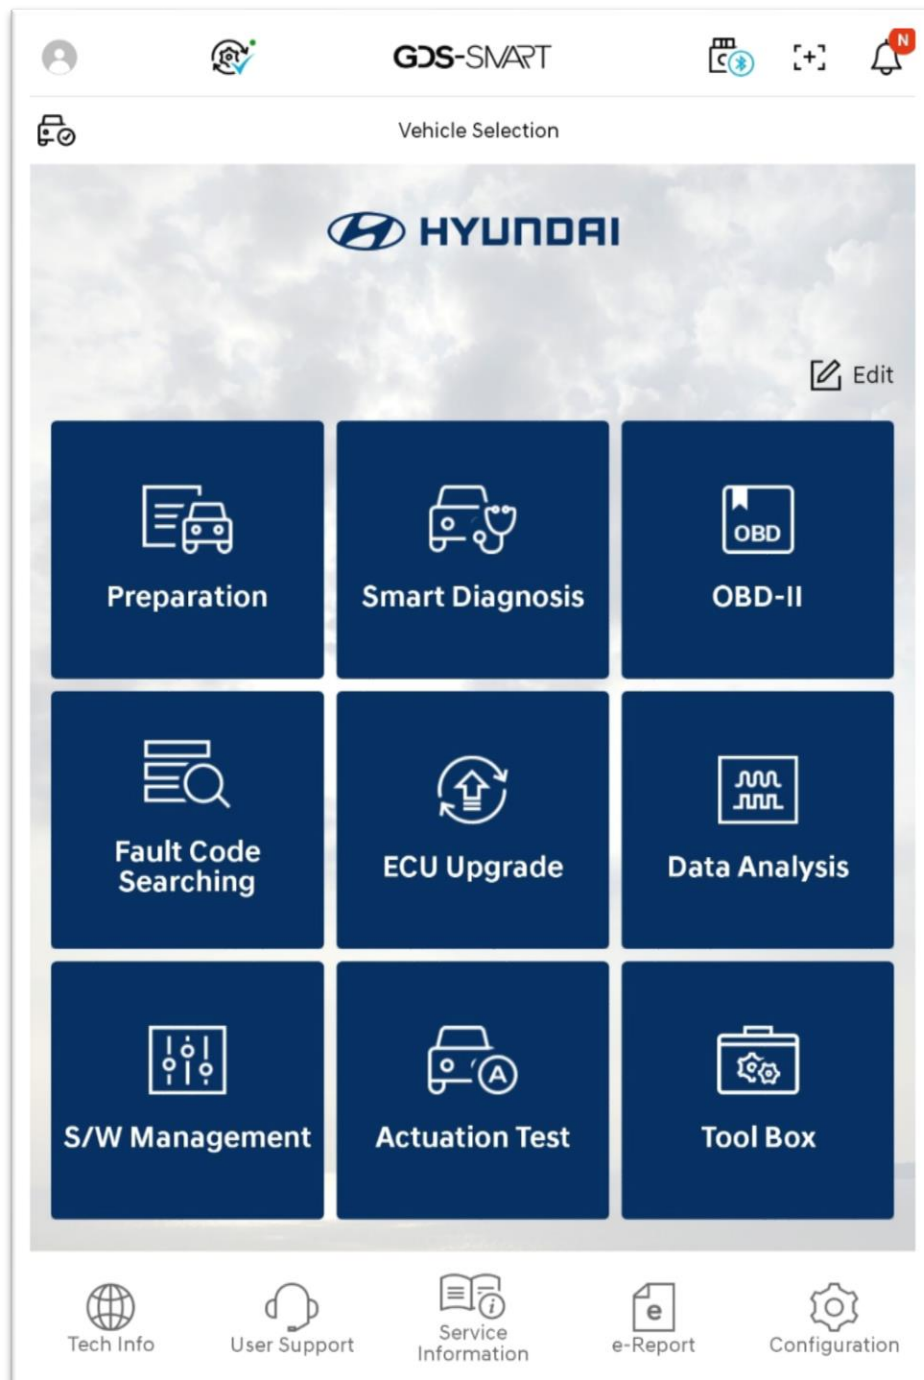 GDS-SMART
N
Vehicle Selection
HYUNDAI
Edit
Preparation
Smart Diagnosis
OBD
OBD-II
Fault Code
Searching
ECU Upgrade
Data Analysis
S/W Management
A
Actuation Test
Tool Box
Tech Info
User Support
i
Service
Information
e
e-Report
Configuration